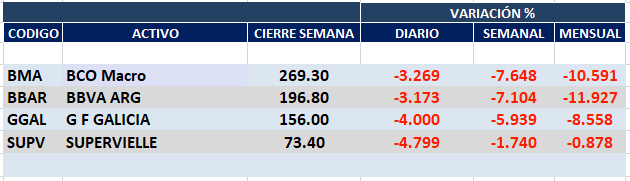 VARIACIÓN %
CODIGO ACTIVO CIERRE SEMANA DIARIO SEMANAL MENSUAL
BMA BCO Macro 269.30 -3.269 -7.648 -10.591
BBAR BBVA ARG 196.80 -3.173 -7.104 -11.927
GGAL G F GALICIA 156.00 -4.000 -5.939 -8.558
SUPV SUPERVIELLE 73.40 -4.799 -1.740 -0.878